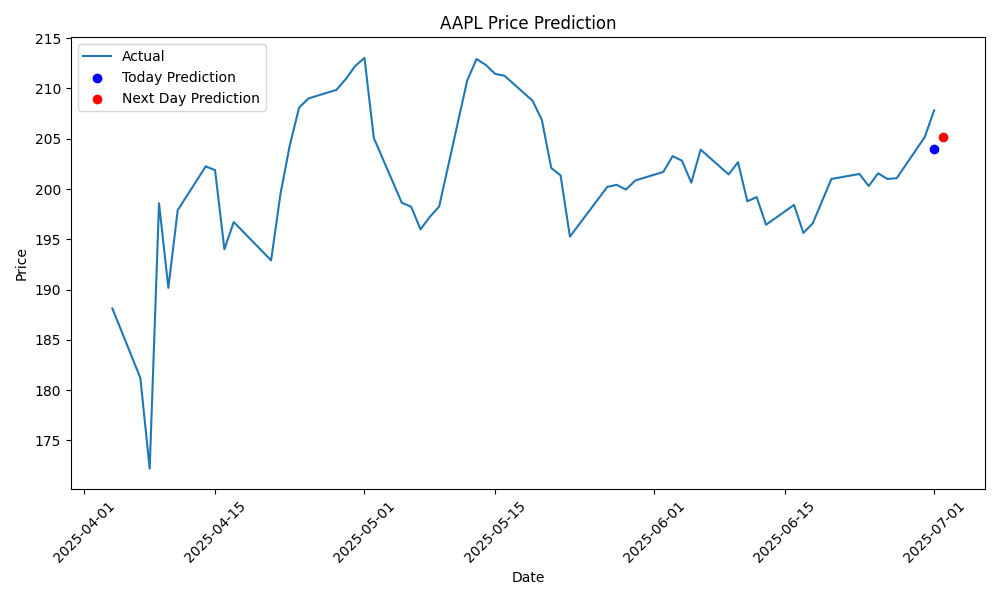 AAPL Price Prediction
Actual
Today Prediction
Next Day Prediction
Price
215
210
205
200
195
190
185
180
175
2025-04-01
2025-04-15
2025-05-01
2025-05-15
2025-06-01
2025-06-15
2025-07-01
Date